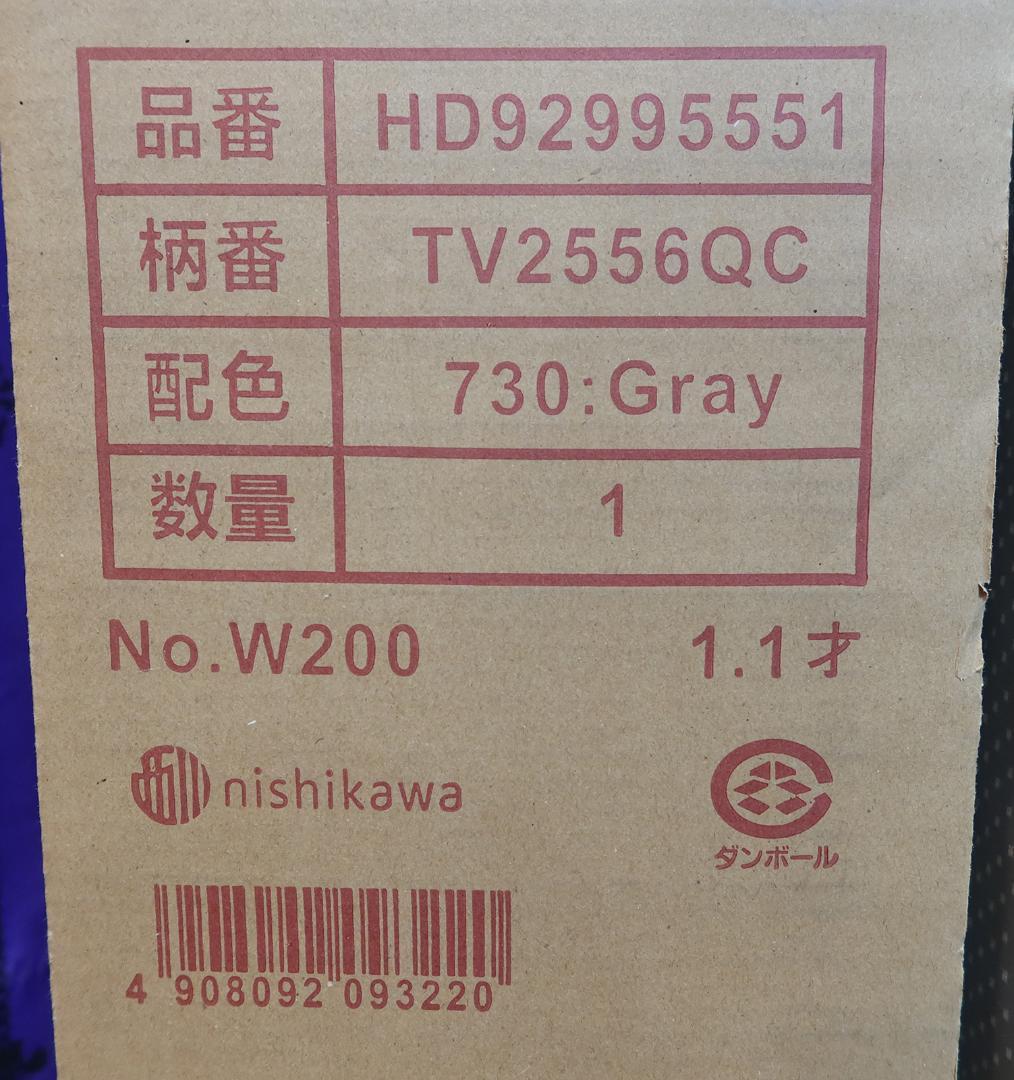 品番 HD92995551
柄番 TV2556QC
配色 730:Gray
数量 1
No.W200 1.1才
nishikawa
ダンボール
4 908092 093220